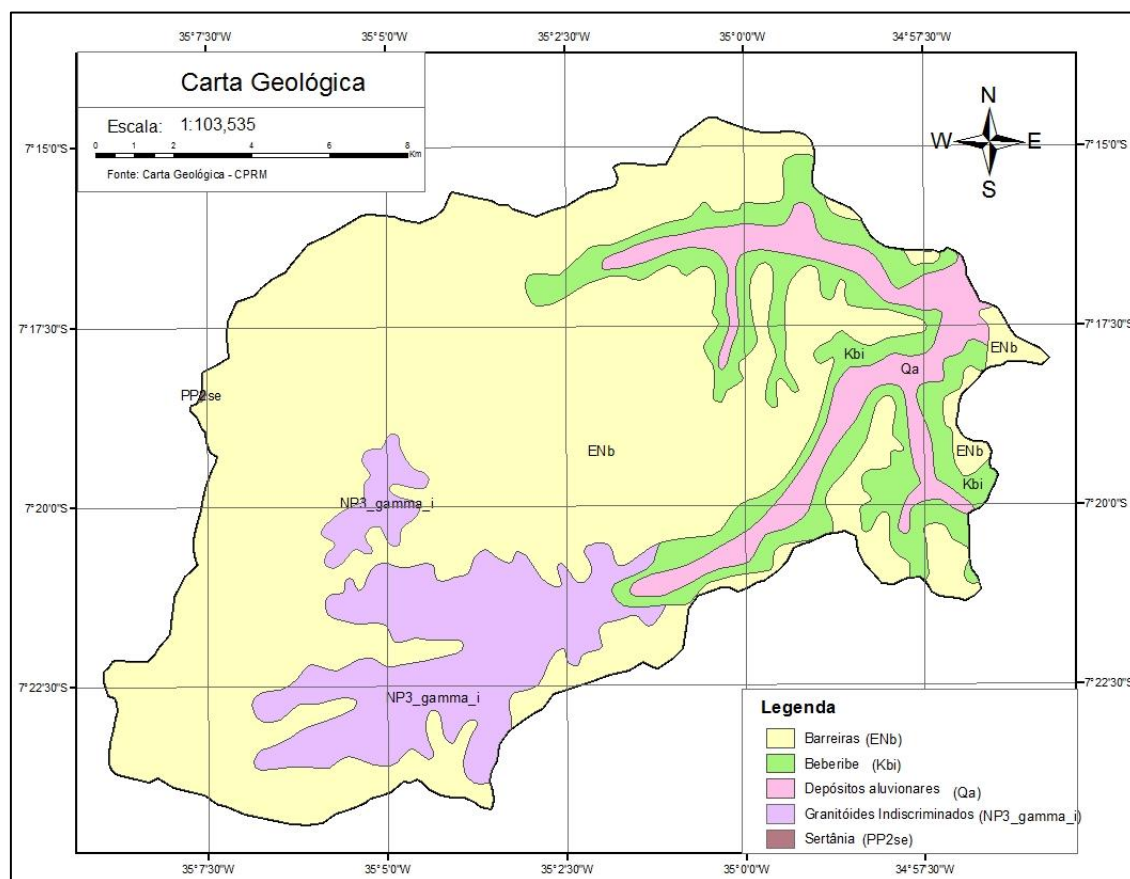 35°7'30"W 35°5'0"W 35°2'30"W 35°0'0"W 34°57'30"W
Carta Geológica
Escala: 1:103,535
0 1 2 4 6 8
Km
Fonte: Carta Geológica - CPRM
N
W E
S
7°15'0"S 7°15'0"S
7°17'30"S 7°17'30"S
ENb
Kbi
Qa
PP2se
ENb
ENb
Kbi
NP3_gamma_i
7°20'0"S 7°20'0"S
7°22'30"S 7°22'30"S
NP3_gamma_i
Legenda
Barreiras (ENb)
Beberibe (Kbi)
Depósitos aluvionares (Qa)
Granitóides Indiscriminados (NP3_gamma_i)
Sertânia (PP2se)
35°7'30"W 35°5'0"W 35°2'30"W 35°0'0"W 34°57'30"W